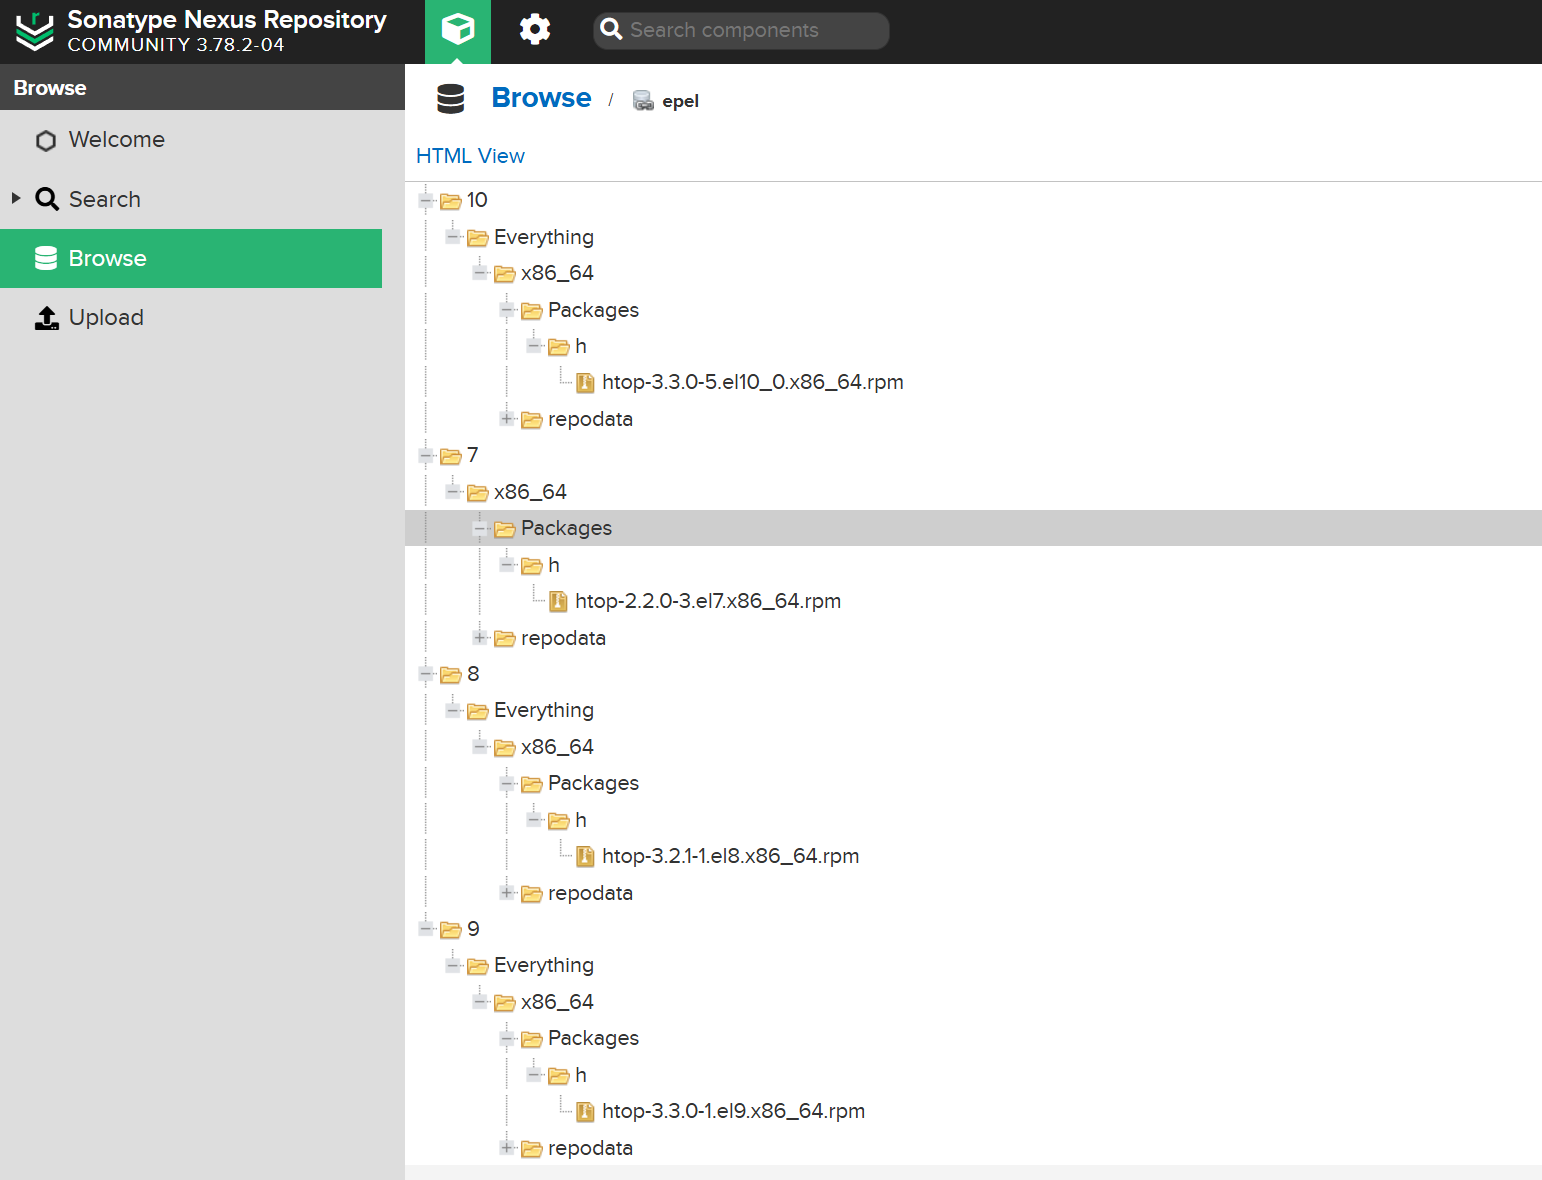 Sonatype Nexus Repository
COMMUNITY 3.78.2-04
Search components
Browse
Welcome
Search
Browse
Upload
Browse / epel
HTML View
10
Everything
x86_64
Packages
h
htop-3.3.0-5.el10_0.x86_64.rpm
repodata
7
x86_64
Packages
h
htop-2.2.0-3.el7.x86_64.rpm
repodata
8
Everything
x86_64
Packages
h
htop-3.2.1-1.el8.x86_64.rpm
repodata
9
Everything
x86_64
Packages
h
htop-3.3.0-1.el9.x86_64.rpm
repodata